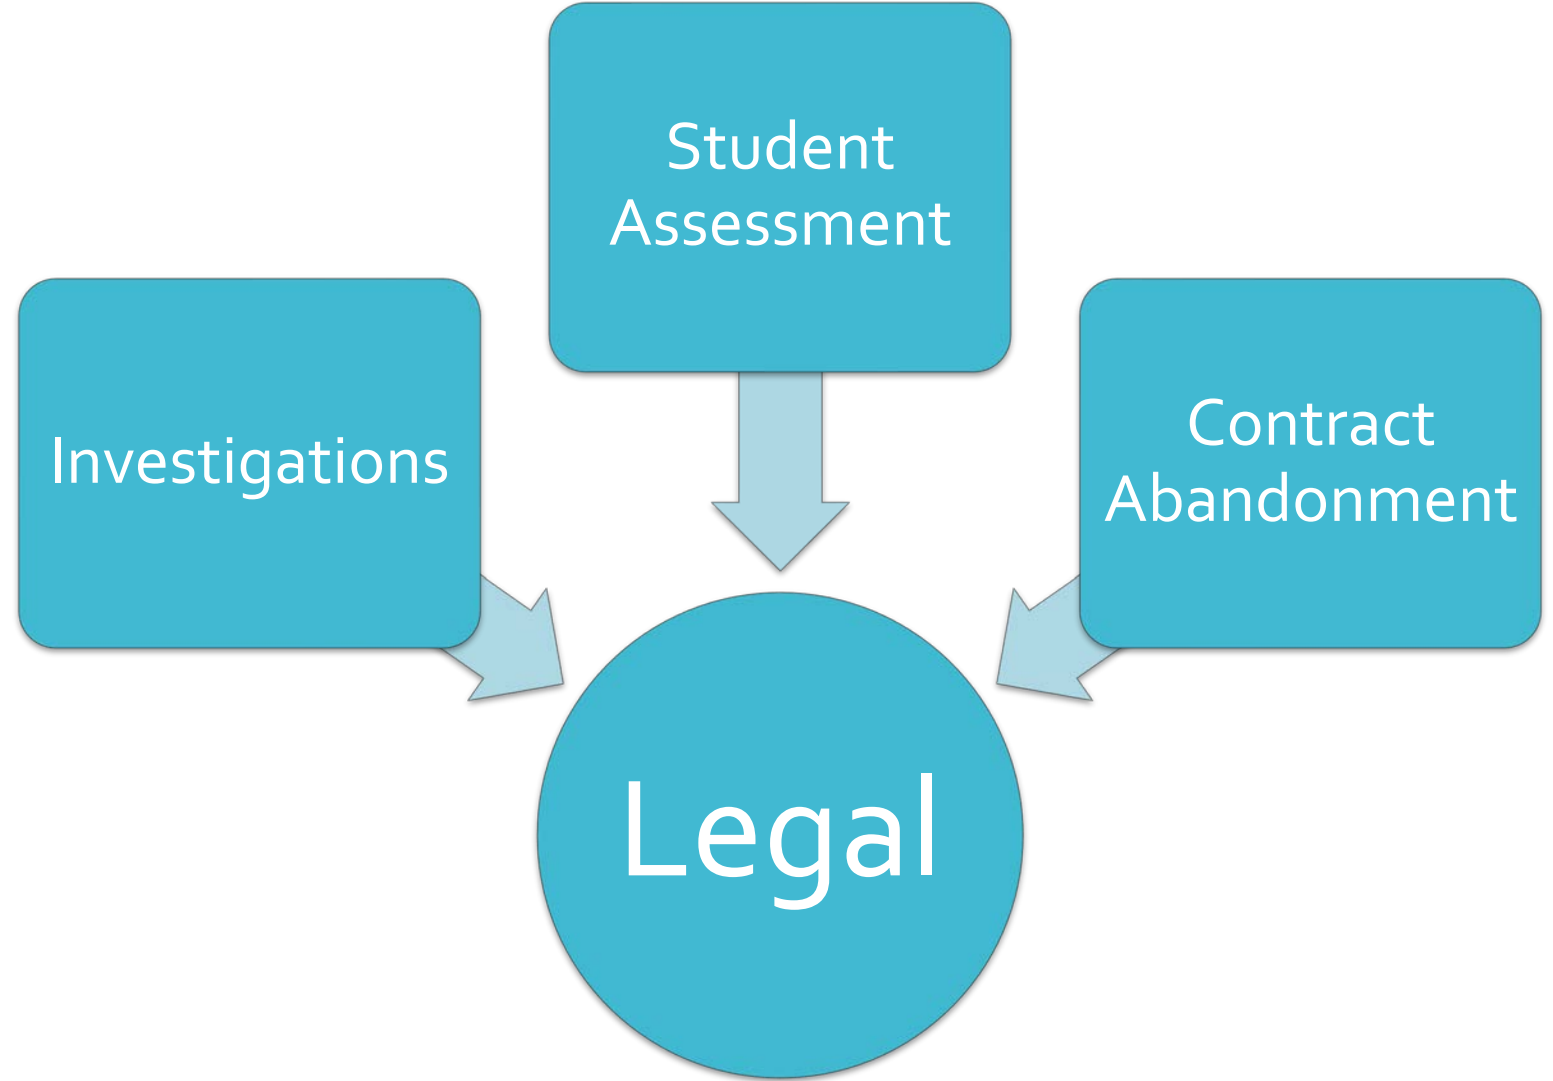 Student
Assessment
Investigations
Contract
Abandonment
Legal